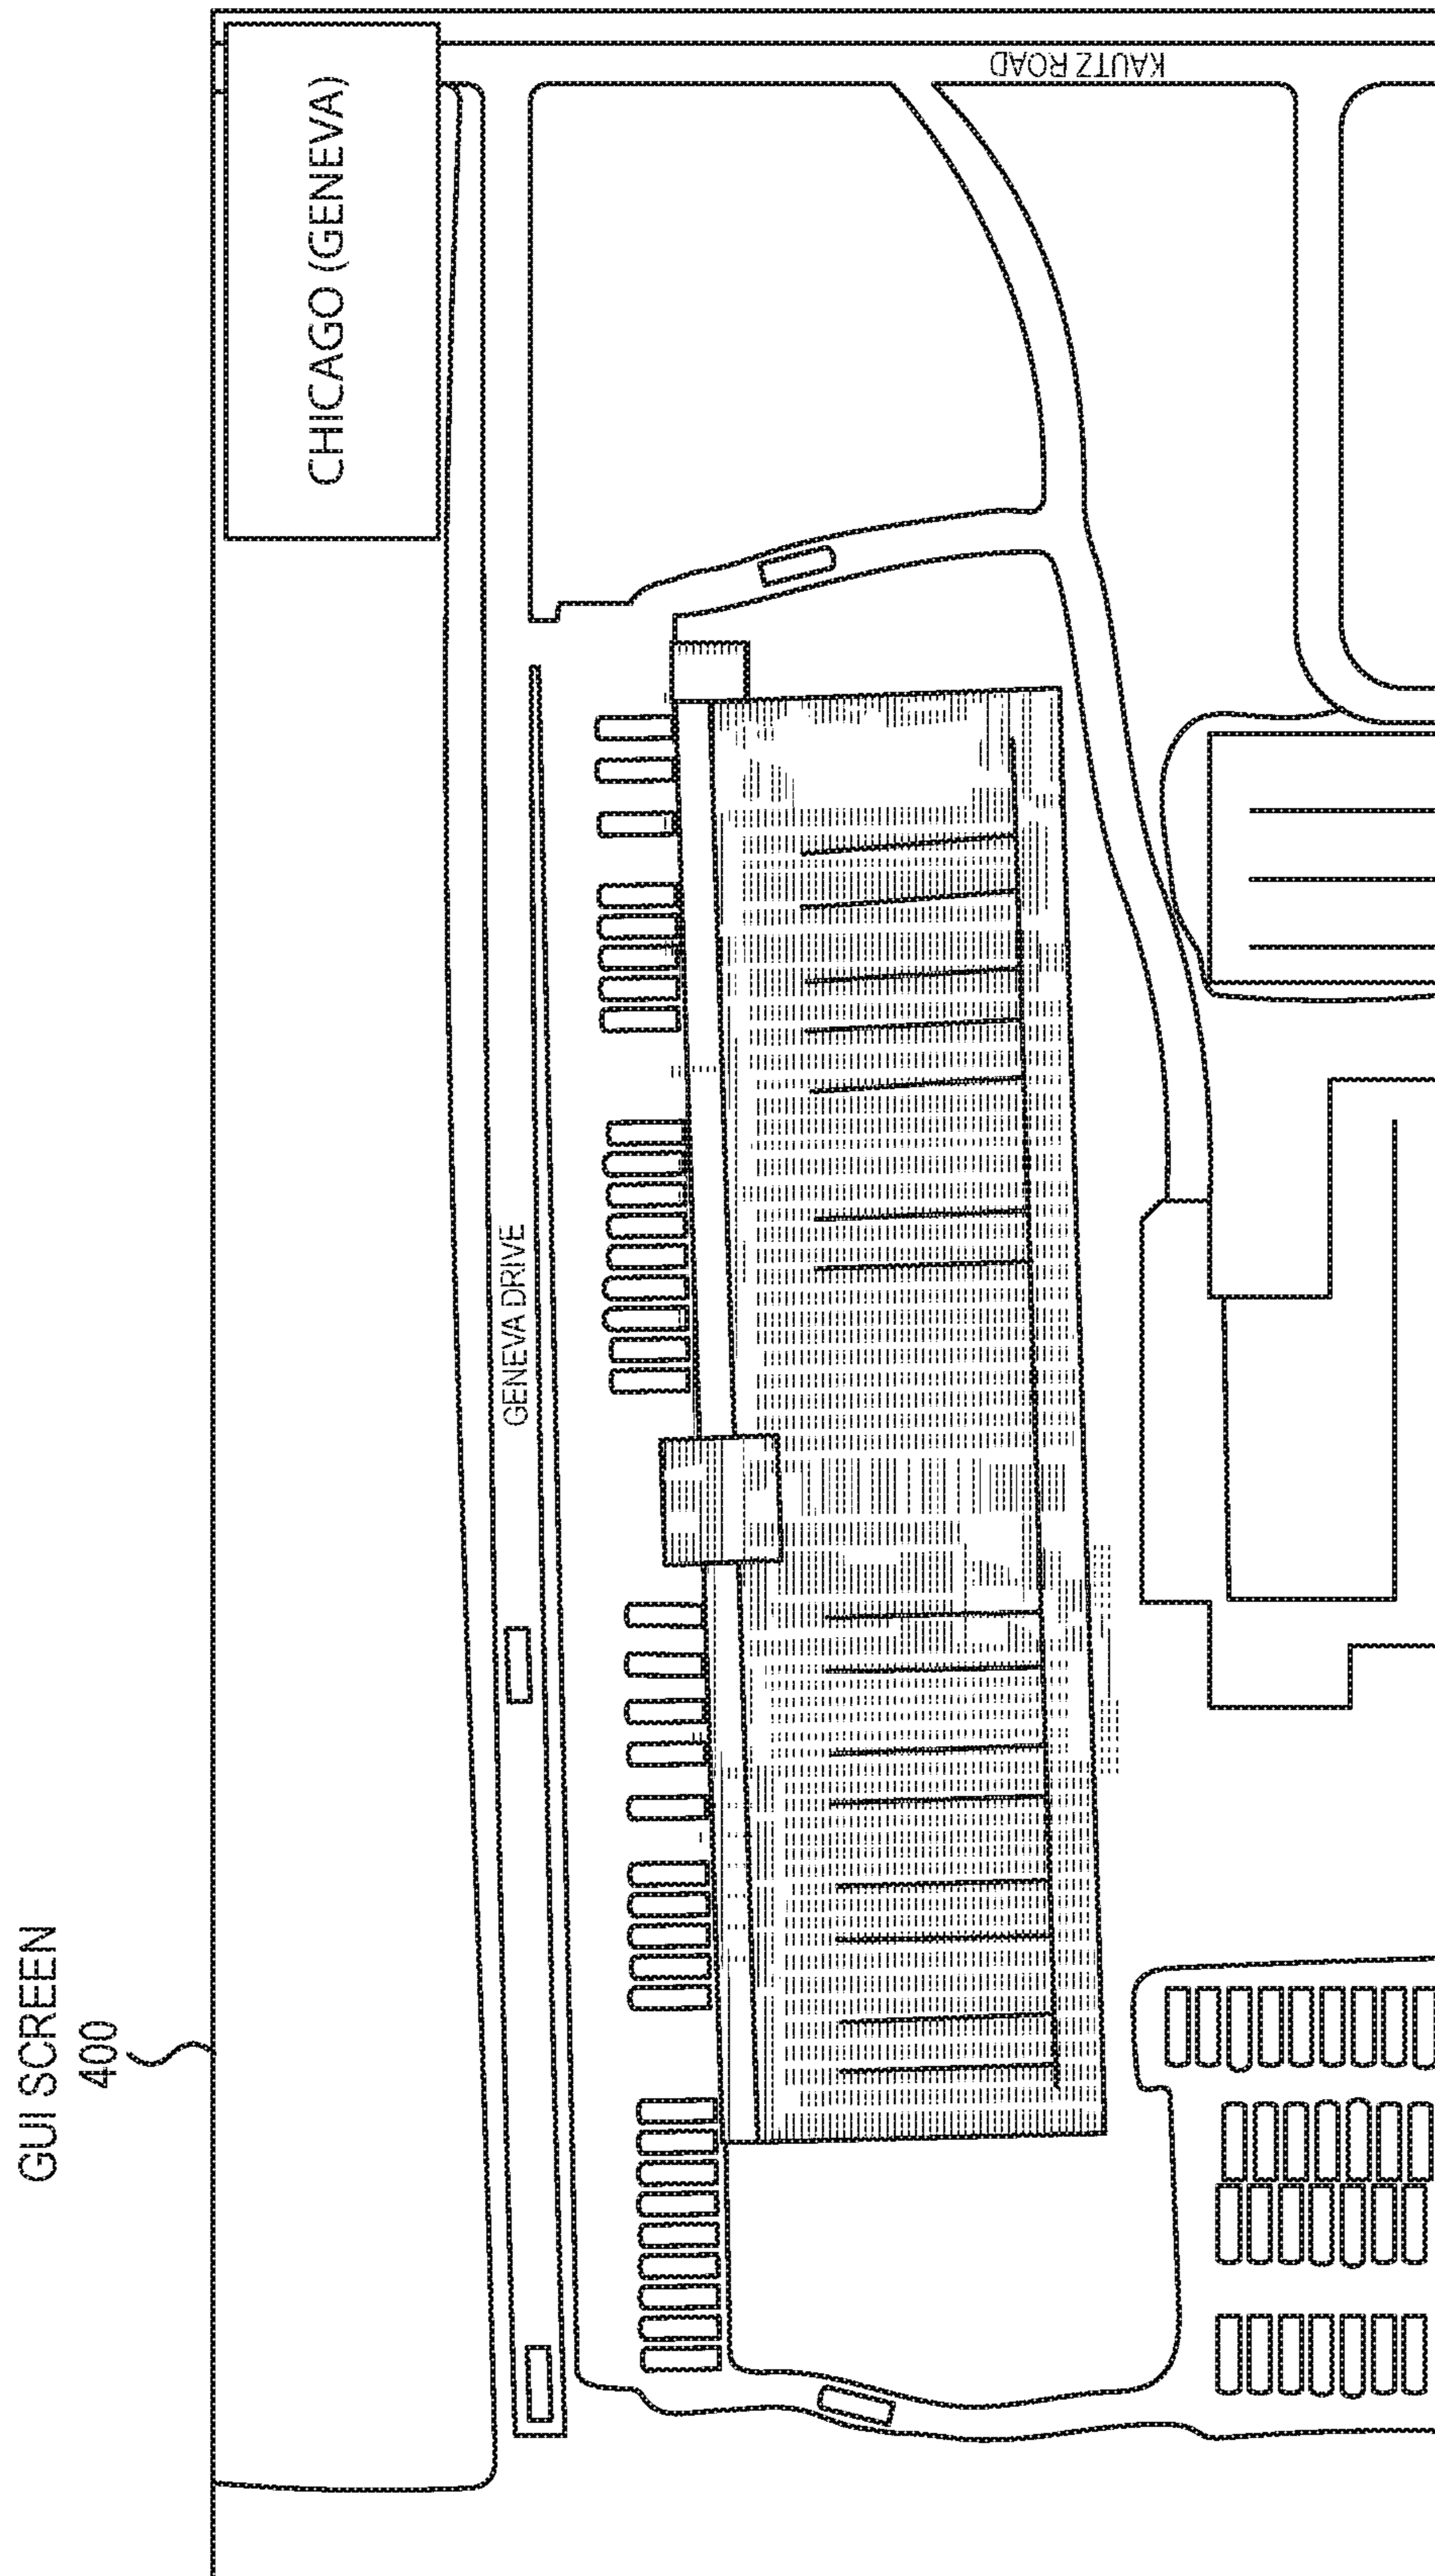 GUI SCREEN
400
CHICAGO (GENEVA)
GENEVA DRIVE
KAUTZ ROAD